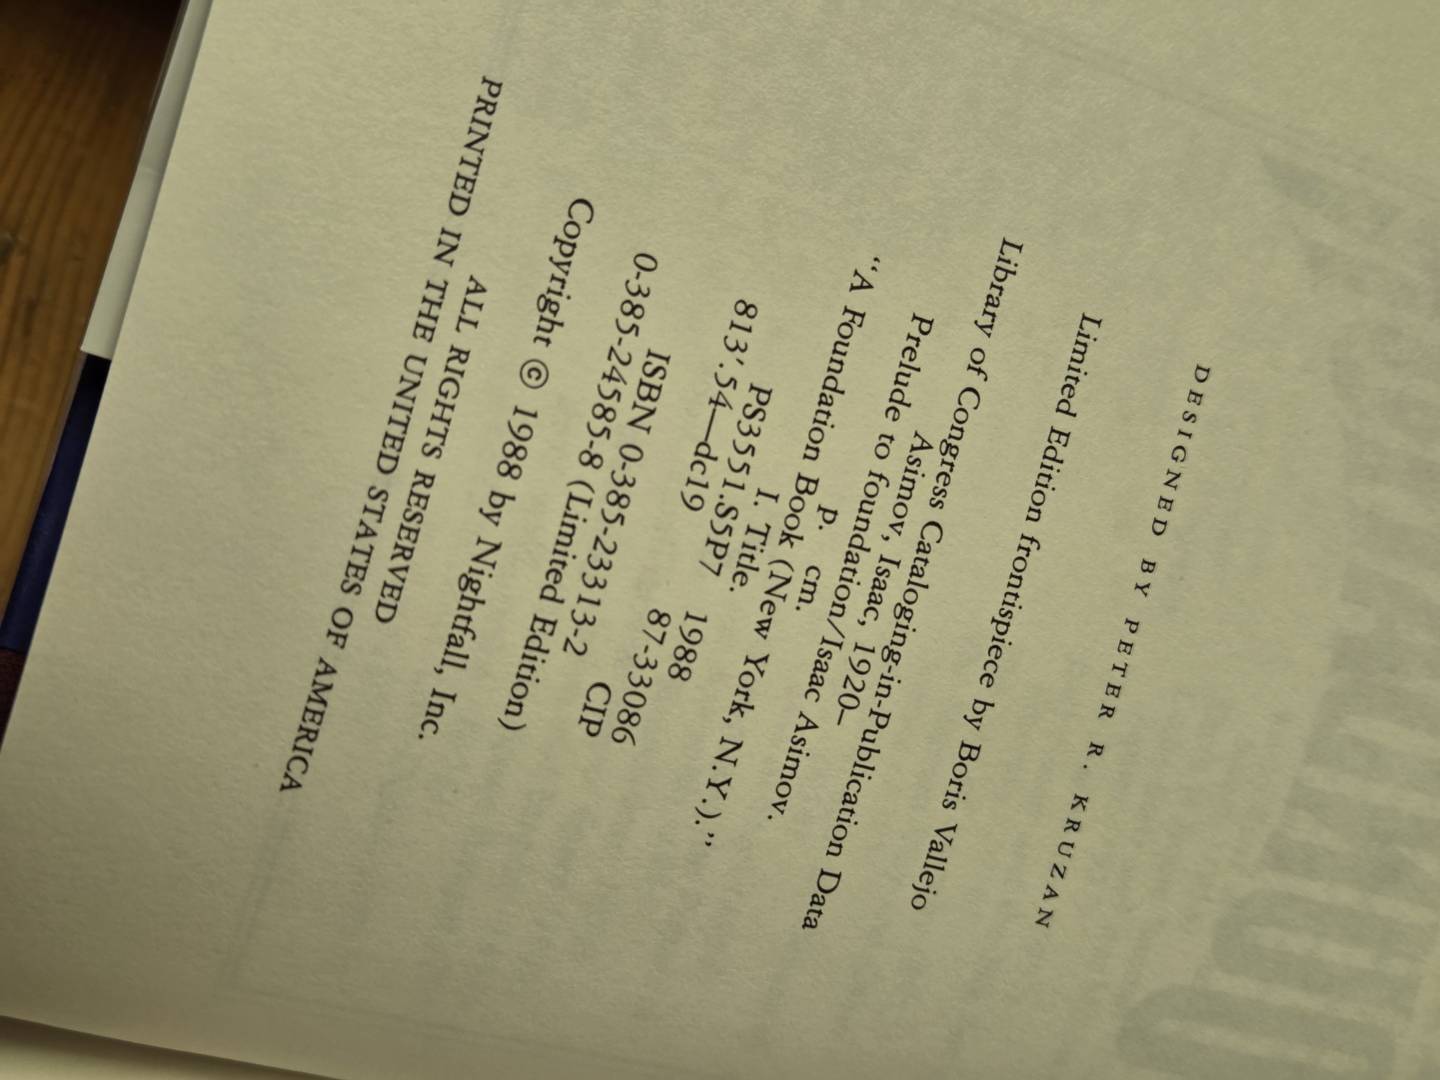 DESIGNED BY PETER R. KRUZAN
Limited Edition frontispiece by Boris Vallejo
Library of Congress Cataloging-in-Publication Data
Asimov, Isaac, 1920–
Prelude to foundation/Isaac Asimov.
p. cm.
“A Foundation Book (New York, N.Y.).”
I. Title.
PS3551.S5P7 1988
813′.54—dc19 87-33086
CIP
ISBN 0-385-23313-2
0-385-24585-8 (Limited Edition)
Copyright © 1988 by Nightfall, Inc.
ALL RIGHTS RESERVED
PRINTED IN THE UNITED STATES OF AMERICA